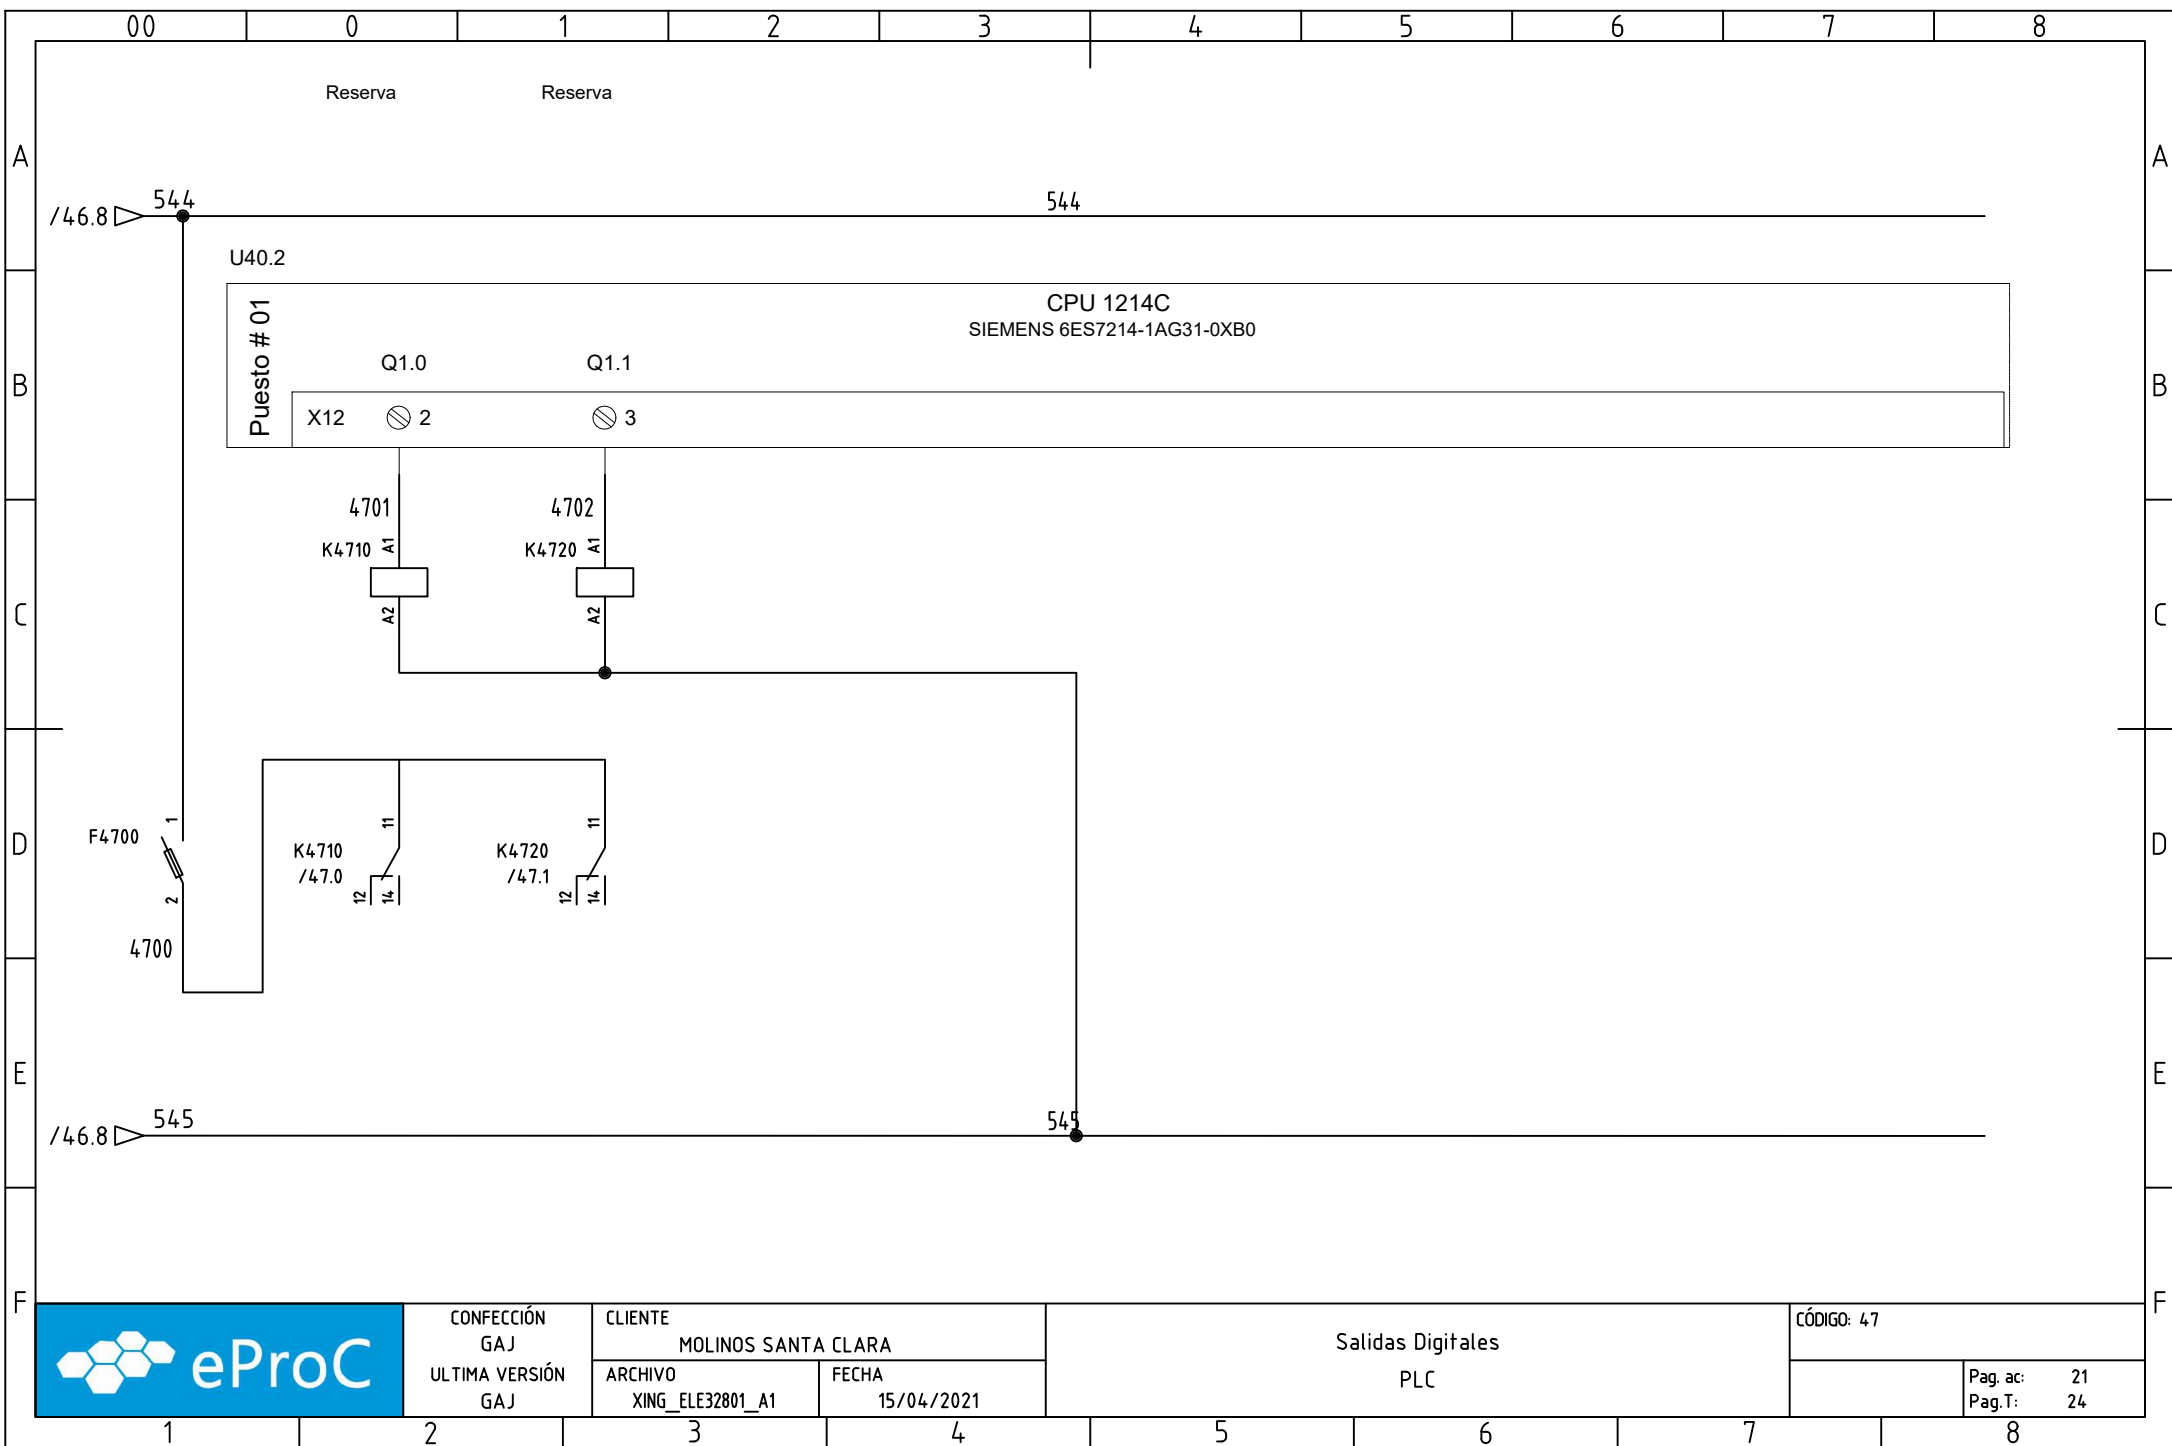 00 0 1 2 3 4 5 6 7 8
Reserva Reserva
A A
/46.8 544 544
U40.2
Puesto # 01
CPU 1214C
SIEMENS 6ES7214-1AG31-0XB0
Q1.0 Q1.1
B B
X12 2 3
4701 4702
K4710 A1 K4720 A1
A2 A2
C C
1 11 11
F4700
D D
K4710 K4720
/47.0 /47.1
2 12 14 12 14
4700
E E
/46.8 545 545
F F
eProC
CONFECCIÓN
GAJ
ULTIMA VERSIÓN
GAJ
CLIENTE
MOLINOS SANTA CLARA
ARCHIVO
XING_ELE32801_A1
FECHA
15/04/2021
Salidas Digitales
PLC
CÓDIGO: 47
Pag. ac: 21
Pag.T: 24
1 2 3 4 5 6 7 8